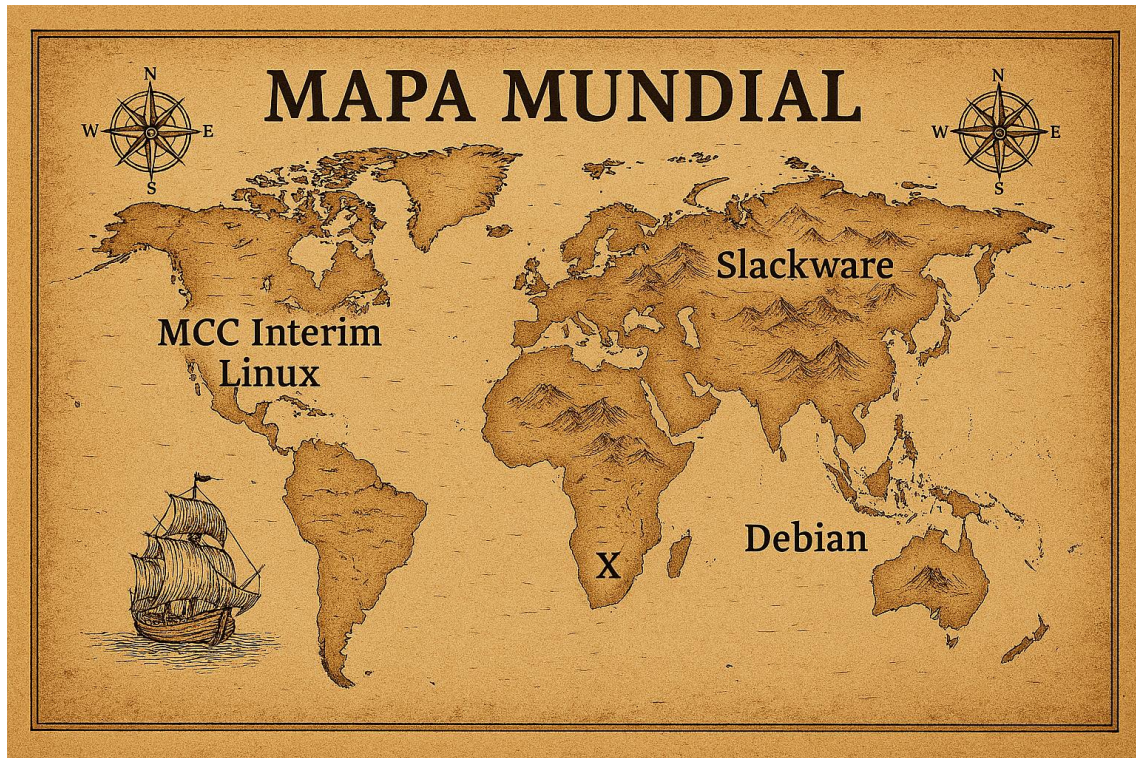 MAPA MUNDIAL
N
W E
S
N
W E
S
Slackware
MCC Interim
Linux
Debian
X